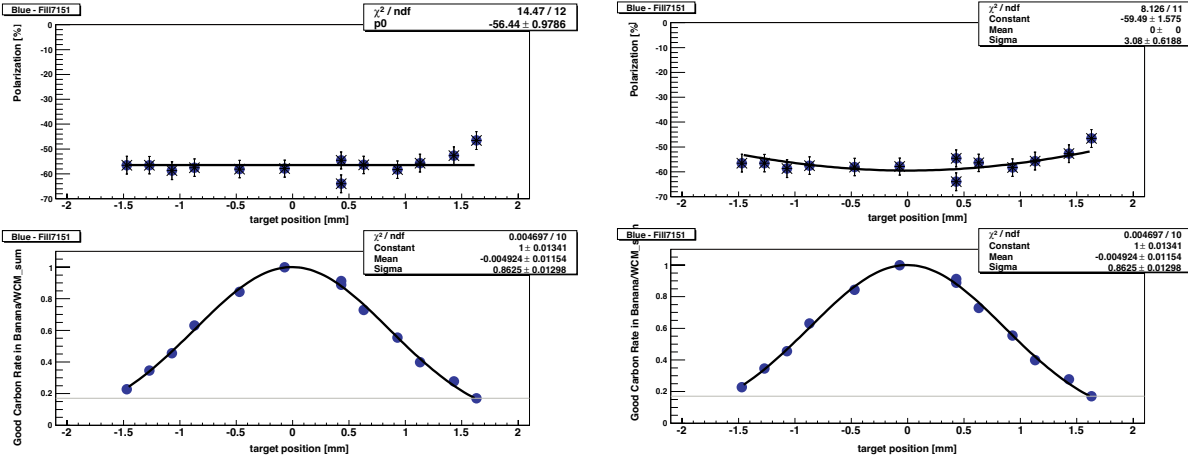 Blue - Fill7151
χ² / ndf 14.47 / 12
p0 -56.44 ± 0.9786
Polarization [%]
0
-10
-20
-30
-40
-50
-60
-70
-2 -1.5 -1 -0.5 0 0.5 1 1.5 2
target position [mm]
Blue - Fill7151
χ² / ndf 8.126 / 11
Constant -59.49 ± 1.575
Mean 0 ± 0
Sigma 3.08 ± 0.6188
Polarization [%]
0
-10
-20
-30
-40
-50
-60
-70
-2 -1.5 -1 -0.5 0 0.5 1 1.5 2
target position [mm]
Blue - Fill7151
χ² / ndf 0.004697 / 10
Constant 1 ± 0.01341
Mean -0.004924 ± 0.01154
Sigma 0.8625 ± 0.01298
Good Carbon Rate in Banana/WCM_sum
1
0.8
0.6
0.4
0.2
0
-2 -1.5 -1 -0.5 0 0.5 1 1.5 2
target position [mm]
Blue - Fill7151
χ² / ndf 0.004697 / 10
Constant 1 ± 0.01341
Mean -0.004924 ± 0.01154
Sigma 0.8625 ± 0.01298
Good Carbon Rate in Banana/WCM_sum
1
0.8
0.6
0.4
0.2
0
-2 -1.5 -1 -0.5 0 0.5 1 1.5 2
target position [mm]